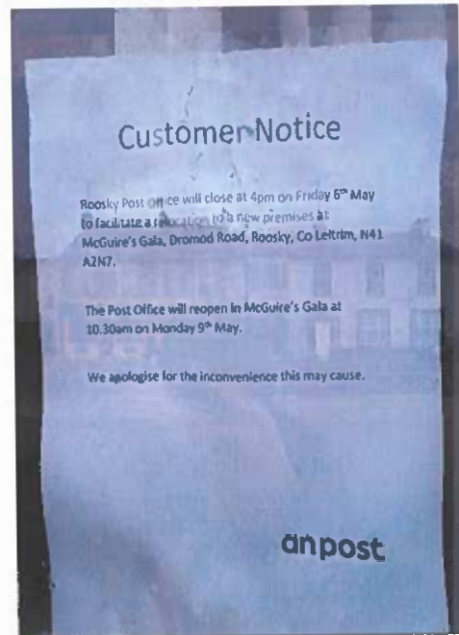 Customer Notice
Roosky Post Office will close at 4pm on Friday 6th May
to facilitate a relocation to a new premises at
McGuire's Gala, Dromod Road, Roosky, Co Leitrim, N41
A2N7.
The Post Office will reopen in McGuire's Gala at
10.30am on Monday 9th May.
We apologise for the inconvenience this may cause.
an post